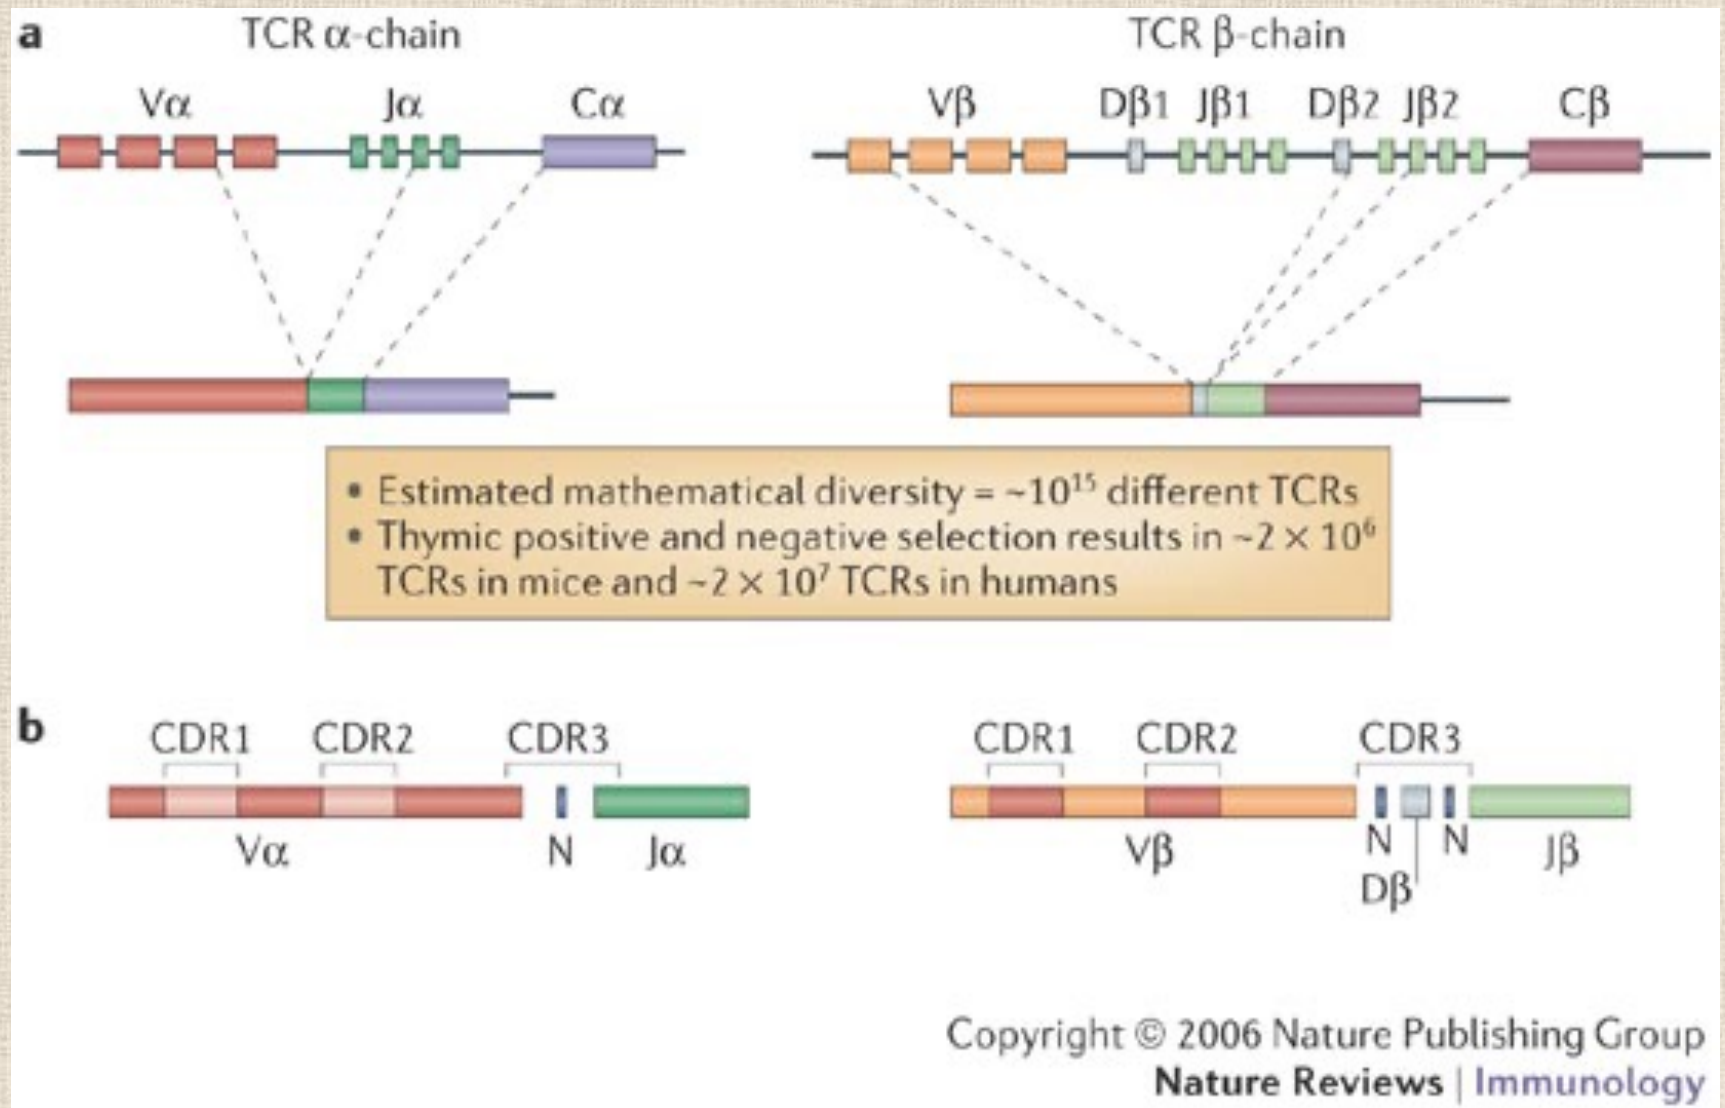 a
TCR α-chain
TCR β-chain
Vα Jα Cα
Vβ Dβ1 Jβ1 Dβ2 Jβ2 Cβ
• Estimated mathematical diversity = ~10¹⁵ different TCRs
• Thymic positive and negative selection results in ~2 × 10⁶
TCRs in mice and ~2 × 10⁷ TCRs in humans
b
CDR1 CDR2 CDR3
Vα N Jα
CDR1 CDR2 CDR3
Vβ N N Jβ
Dβ
Copyright © 2006 Nature Publishing Group
Nature Reviews | Immunology